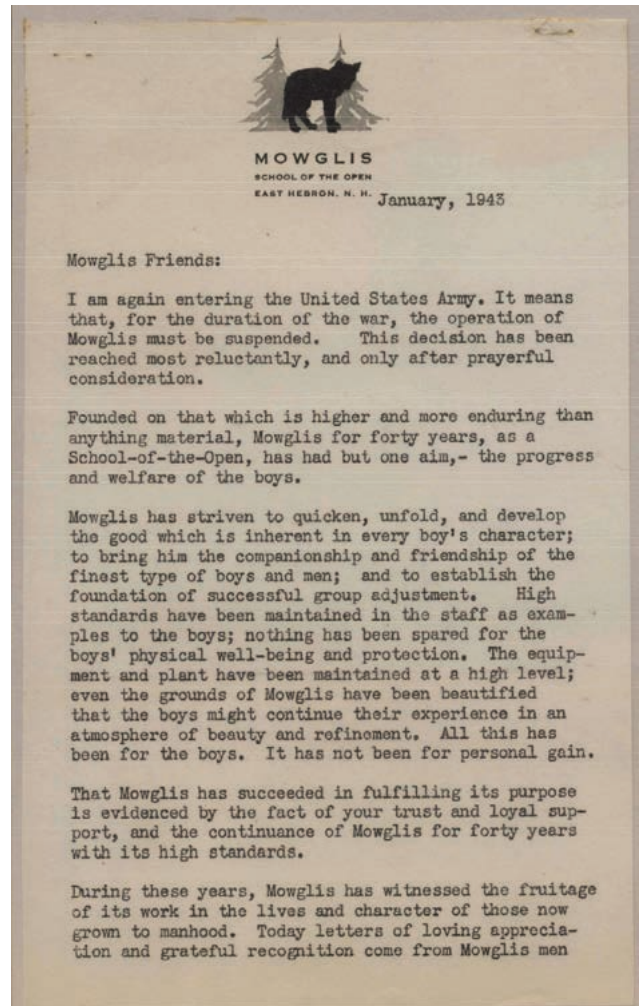 MOWGLIS
SCHOOL OF THE OPEN
EAST HEBRON, N. H.
January, 1943
Mowglis Friends:
I am again entering the United States Army. It means
that, for the duration of the war, the operation of
Mowglis must be suspended. This decision has been
reached most reluctantly, and only after prayerful
consideration.
Founded on that which is higher and more enduring than
anything material, Mowglis for forty years, as a
School-of-the-Open, has had but one aim,- the progress
and welfare of the boys.
Mowglis has striven to quicken, unfold, and develop
the good which is inherent in every boy's character;
to bring him the companionship and friendship of the
finest type of boys and men; and to establish the
foundation of successful group adjustment. High
standards have been maintained in the staff as exam-
ples to the boys; nothing has been spared for the
boys' physical well-being and protection. The equip-
ment and plant have been maintained at a high level;
even the grounds of Mowglis have been beautified
that the boys might continue their experience in an
atmosphere of beauty and refinement. All this has
been for the boys. It has not been for personal gain.
That Mowglis has succeeded in fulfilling its purpose
is evidenced by the fact of your trust and loyal sup-
port, and the continuance of Mowglis for forty years
with its high standards.
During these years, Mowglis has witnessed the fruitage
of its work in the lives and character of those now
grown to manhood. Today letters of loving apprecia-
tion and grateful recognition come from Mowglis men